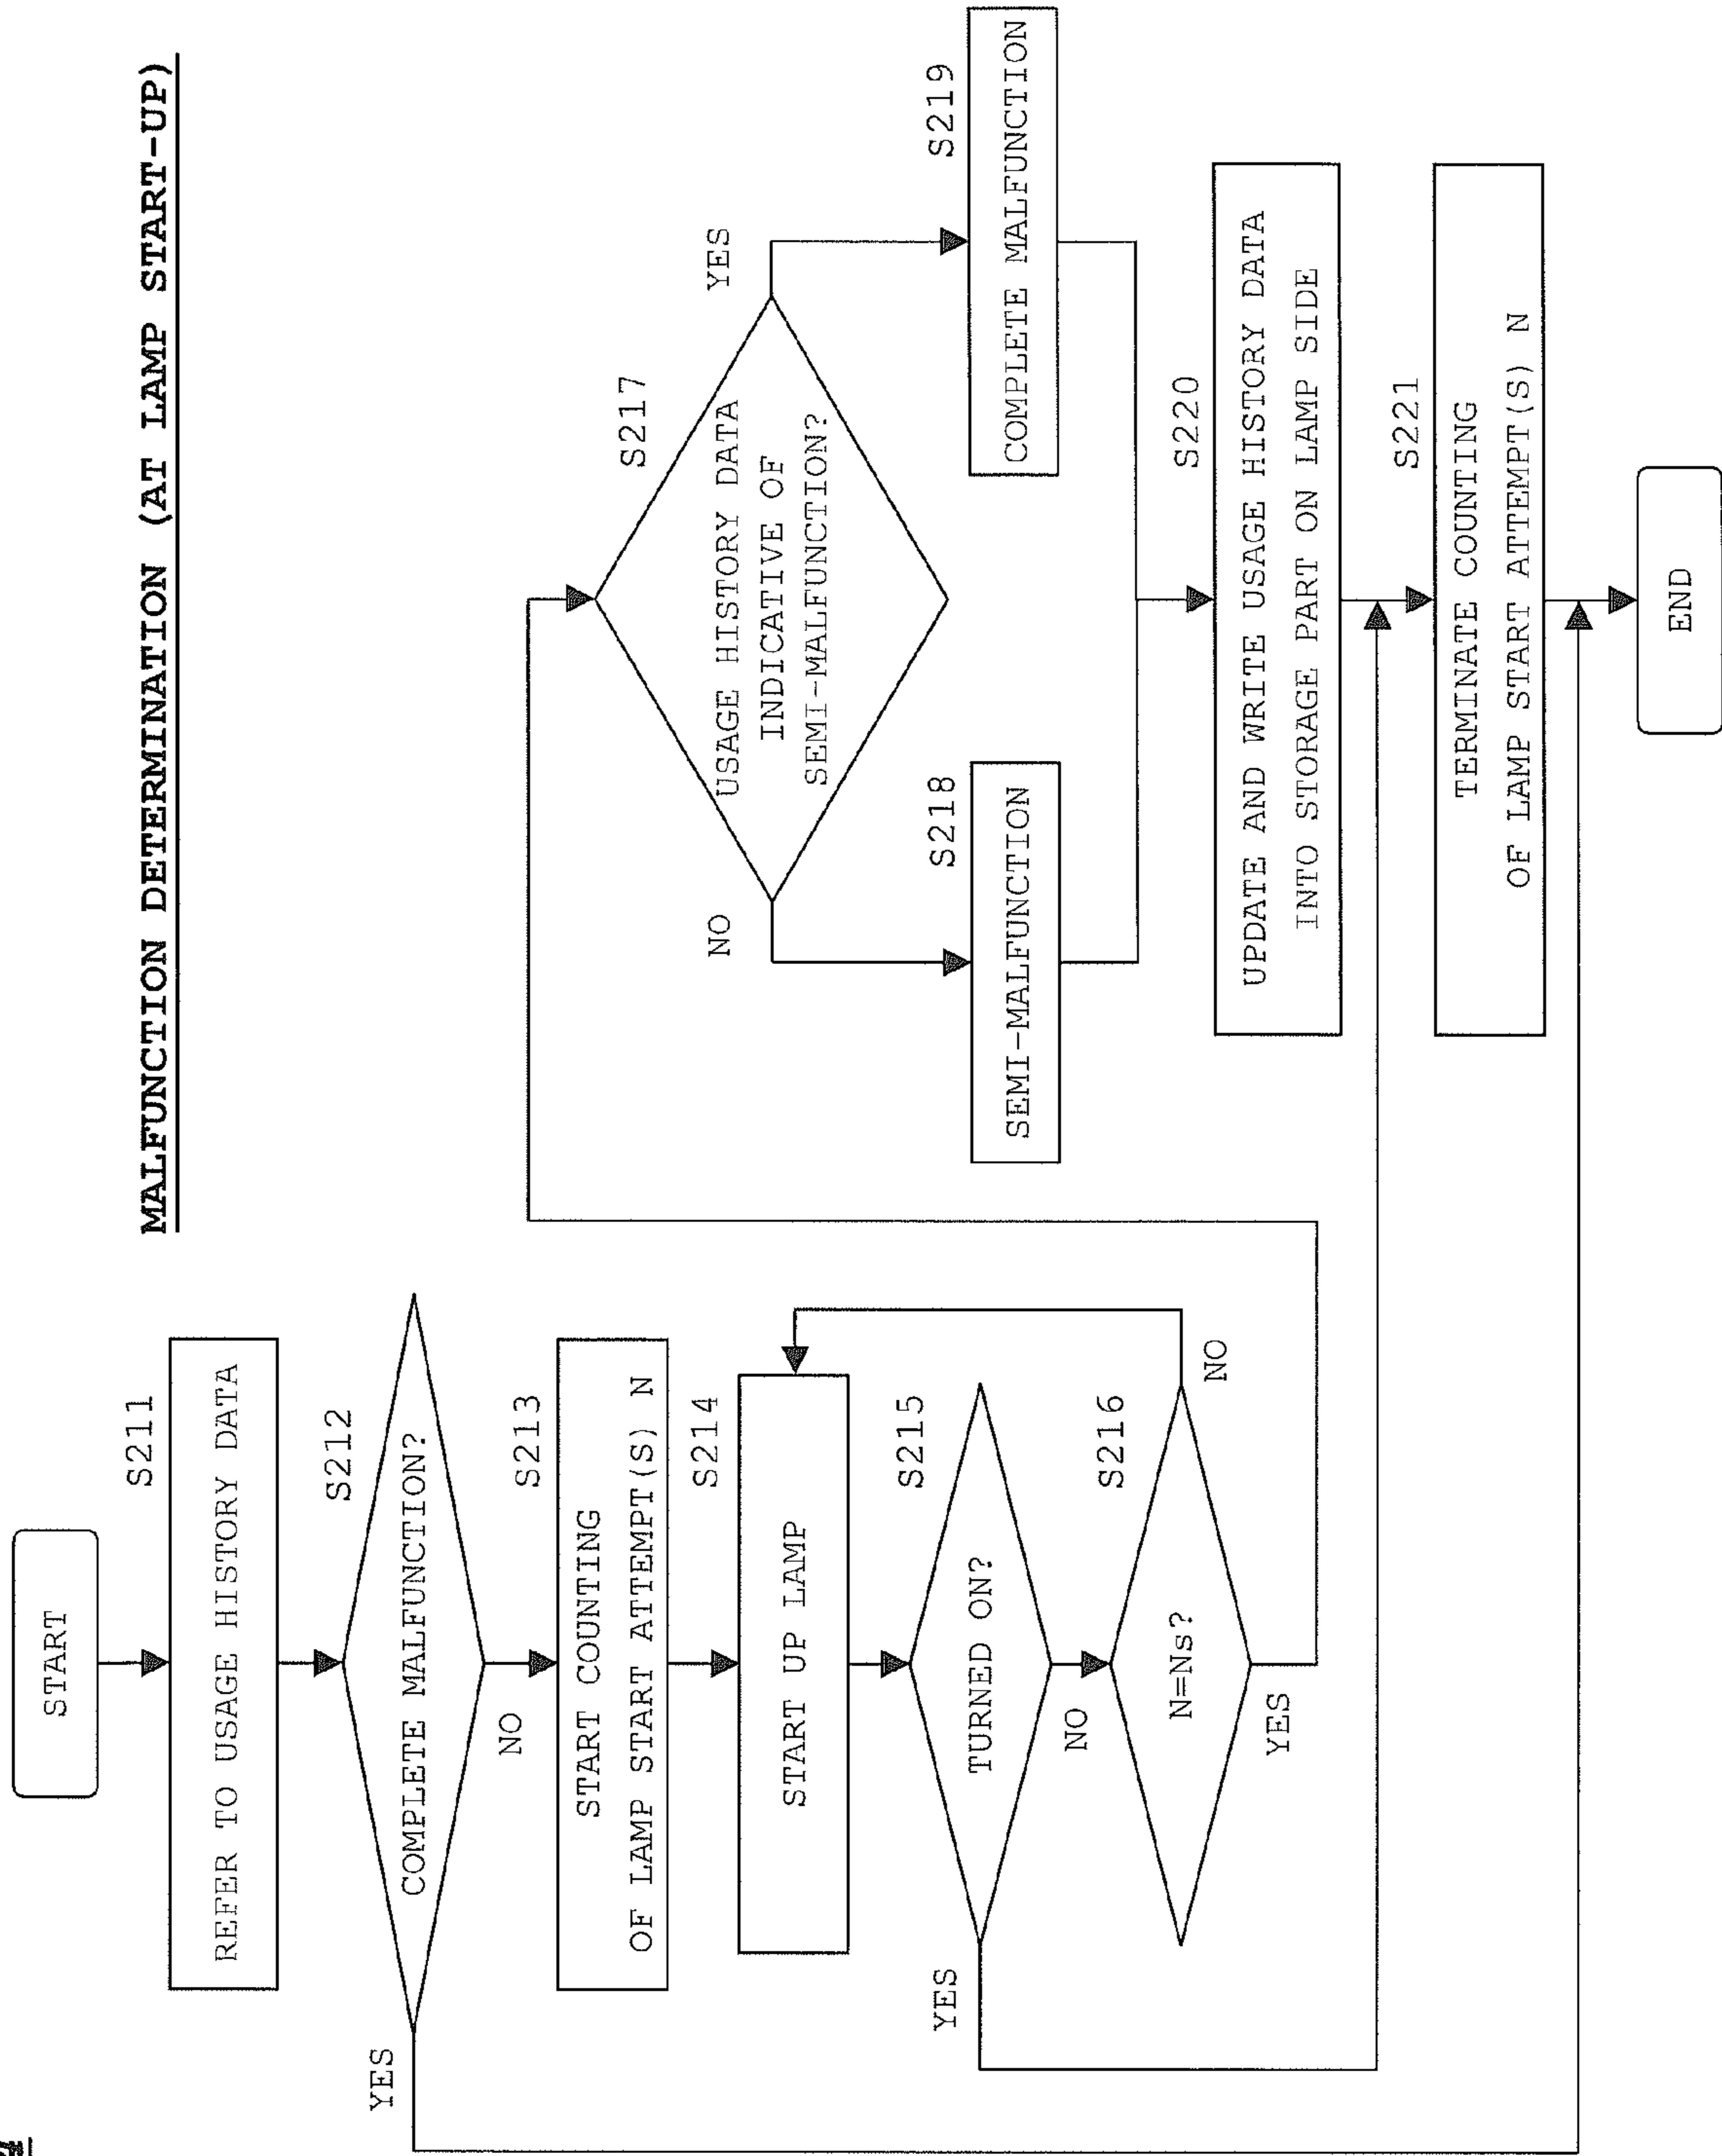 MALFUNCTION DETERMINATION (AT LAMP START-UP)
START
S211
REFER TO USAGE HISTORY DATA
S212
COMPLETE MALFUNCTION?
YES
NO
S213
START COUNTING
OF LAMP START ATTEMPT(S) N
S214
START UP LAMP
S215
TURNED ON?
YES
NO
S216
N=Ns?
NO
YES
S217
USAGE HISTORY DATA
INDICATIVE OF
SEMI-MALFUNCTION?
NO
YES
S218
SEMI-MALFUNCTION
S219
COMPLETE MALFUNCTION
S220
UPDATE AND WRITE USAGE HISTORY DATA
INTO STORAGE PART ON LAMP SIDE
S221
TERMINATE COUNTING
OF LAMP START ATTEMPT(S) N
END